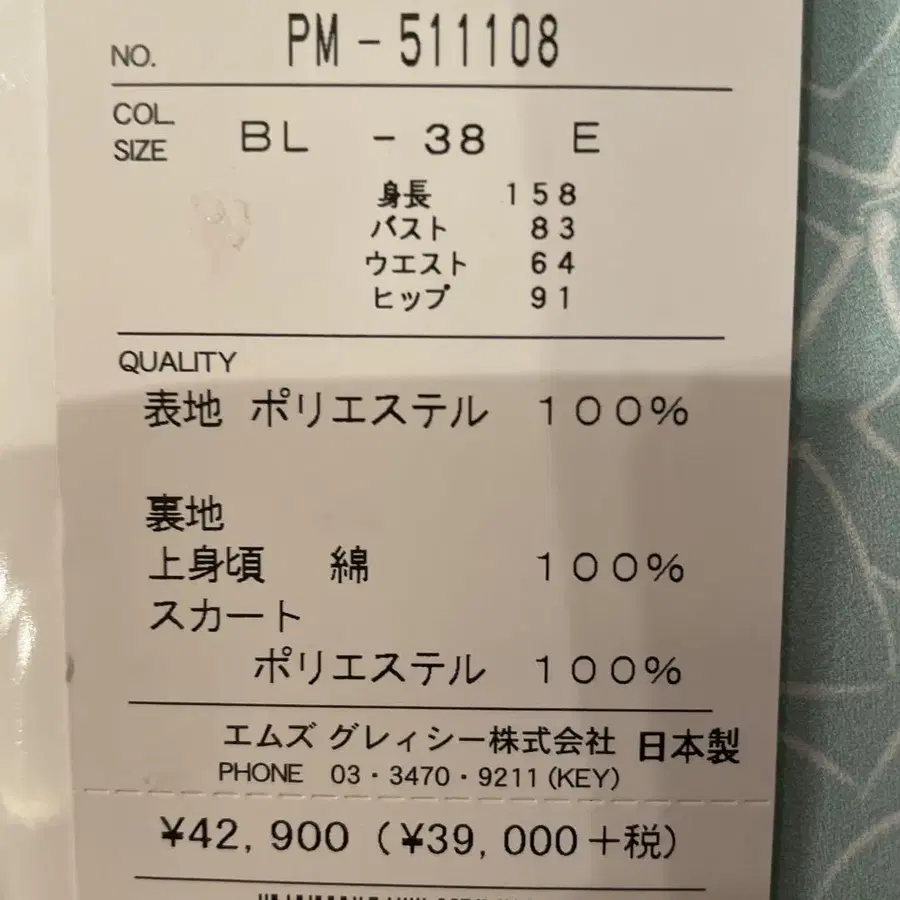 NO. PM-511108
COL.
SIZE BL -38 E
身長 158
バスト 83
ウエスト 64
ヒップ 91
QUALITY
表地 ポリエステル 100%
裏地
上身頃 綿 100%
スカート
ポリエステル 100%
エムズ グレィシー株式会社 日本製
PHONE 03・3470・9211(KEY)
¥42,900(¥39,000+税)